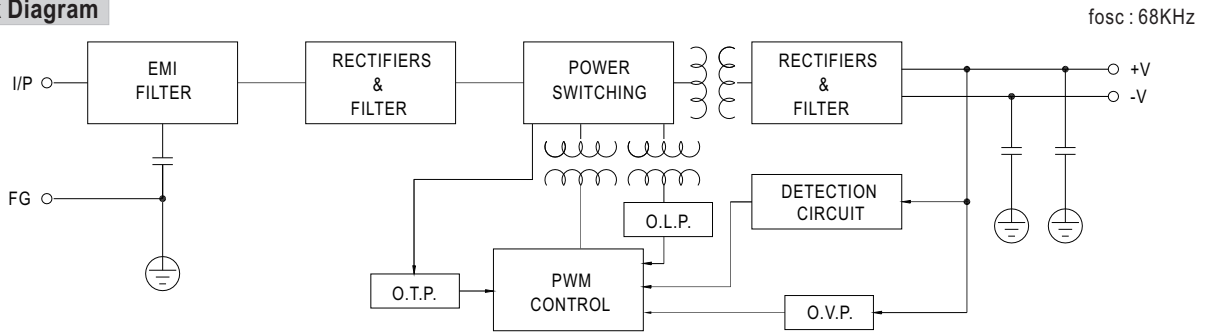 Diagram
fosc : 68KHz
I/P
EMI
FILTER
RECTIFIERS
&
FILTER
POWER
SWITCHING
RECTIFIERS
&
FILTER
+V
-V
FG
DETECTION
CIRCUIT
O.L.P.
O.T.P.
PWM
CONTROL
O.V.P.